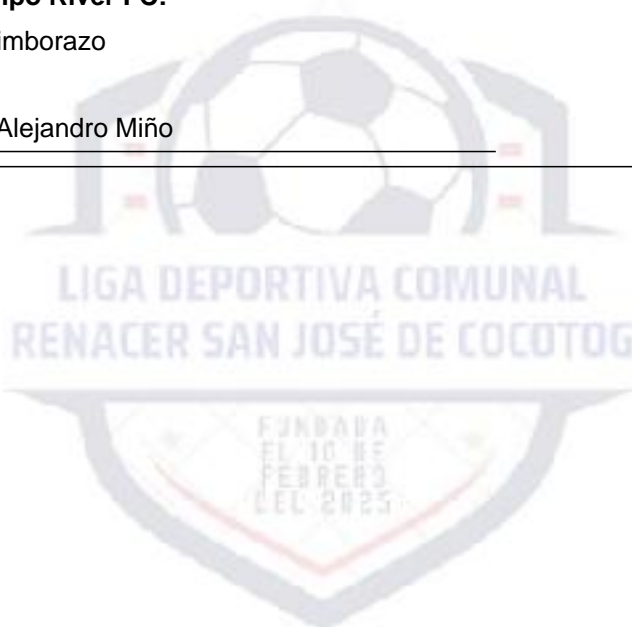 ipo River FC.
imborazo
Alejandro Miño
LIGA DEPORTIVA COMUNAL
RENACER SAN JOSÉ DE COCOTOG
FUNDADA
EL 10 DE
FEBRERO
DEL 2025